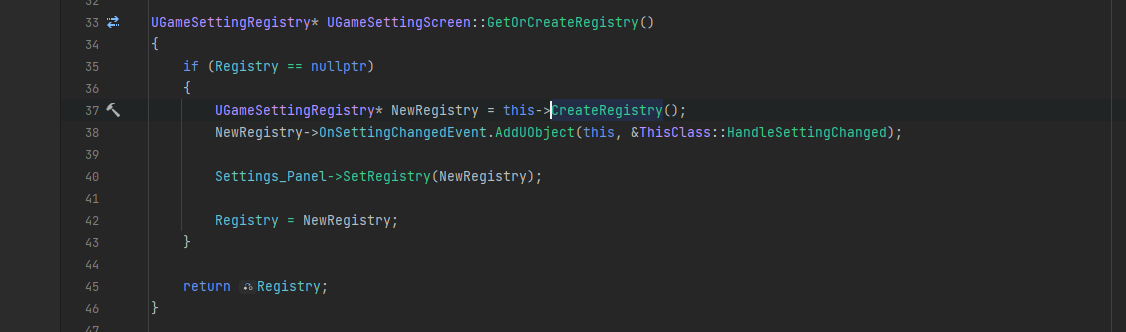 32
33 UGameSettingRegistry* UGameSettingScreen::GetOrCreateRegistry()
34 {
35     if (Registry == nullptr)
36     {
37         UGameSettingRegistry* NewRegistry = this->CreateRegistry();
38         NewRegistry->OnSettingChangedEvent.AddUObject(this, &ThisClass::HandleSettingChanged);
39
40         Settings_Panel->SetRegistry(NewRegistry);
41
42         Registry = NewRegistry;
43     }
44
45     return Registry;
46 }
47